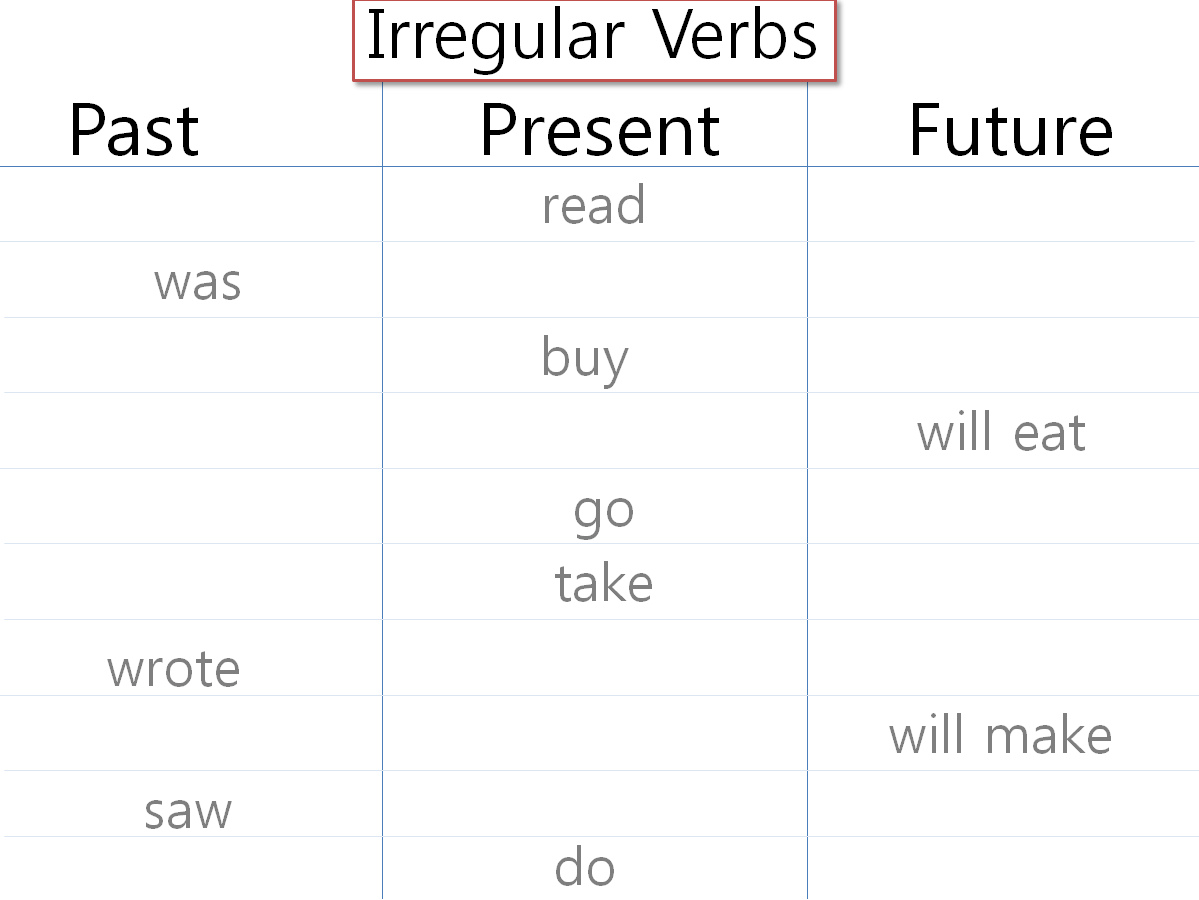 Irregular Verbs
Past Present Future
read
was
buy
will eat
go
take
wrote
will make
saw
do